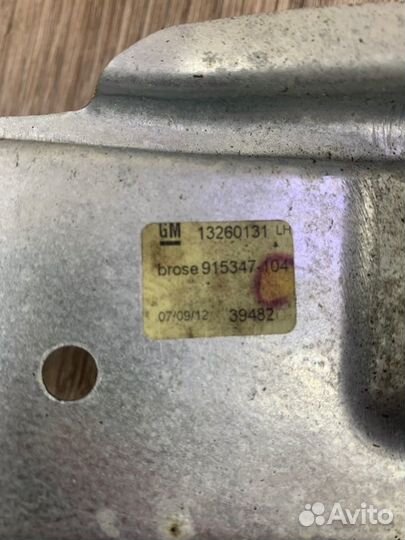 GM 13260131 LH
brose 915347-104
07/09/12 39482
Avito